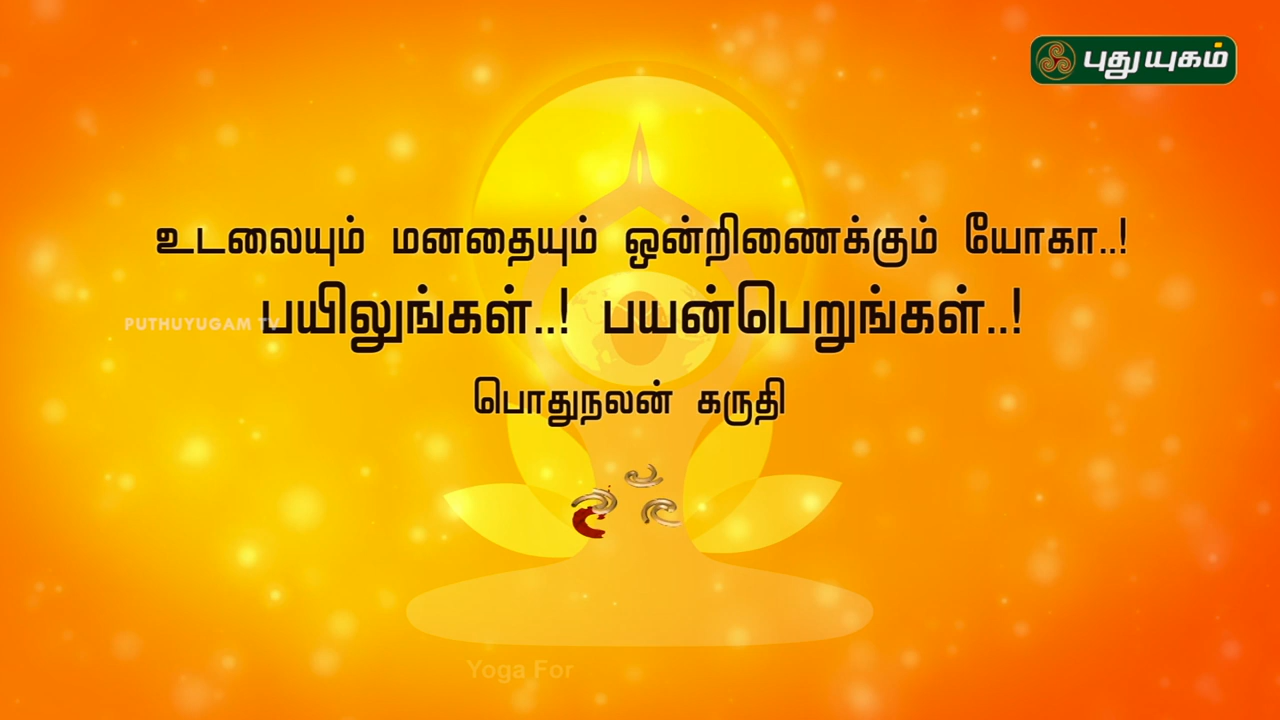 புதுயுகம்
உடலையும் மனதையும் ஒன்றிணைக்கும் யோகா..!
பயிலுங்கள்..! பயன்பெறுங்கள்..!
PUTHUYUGAM TV
பொதுநலன் கருதி
Yoga For